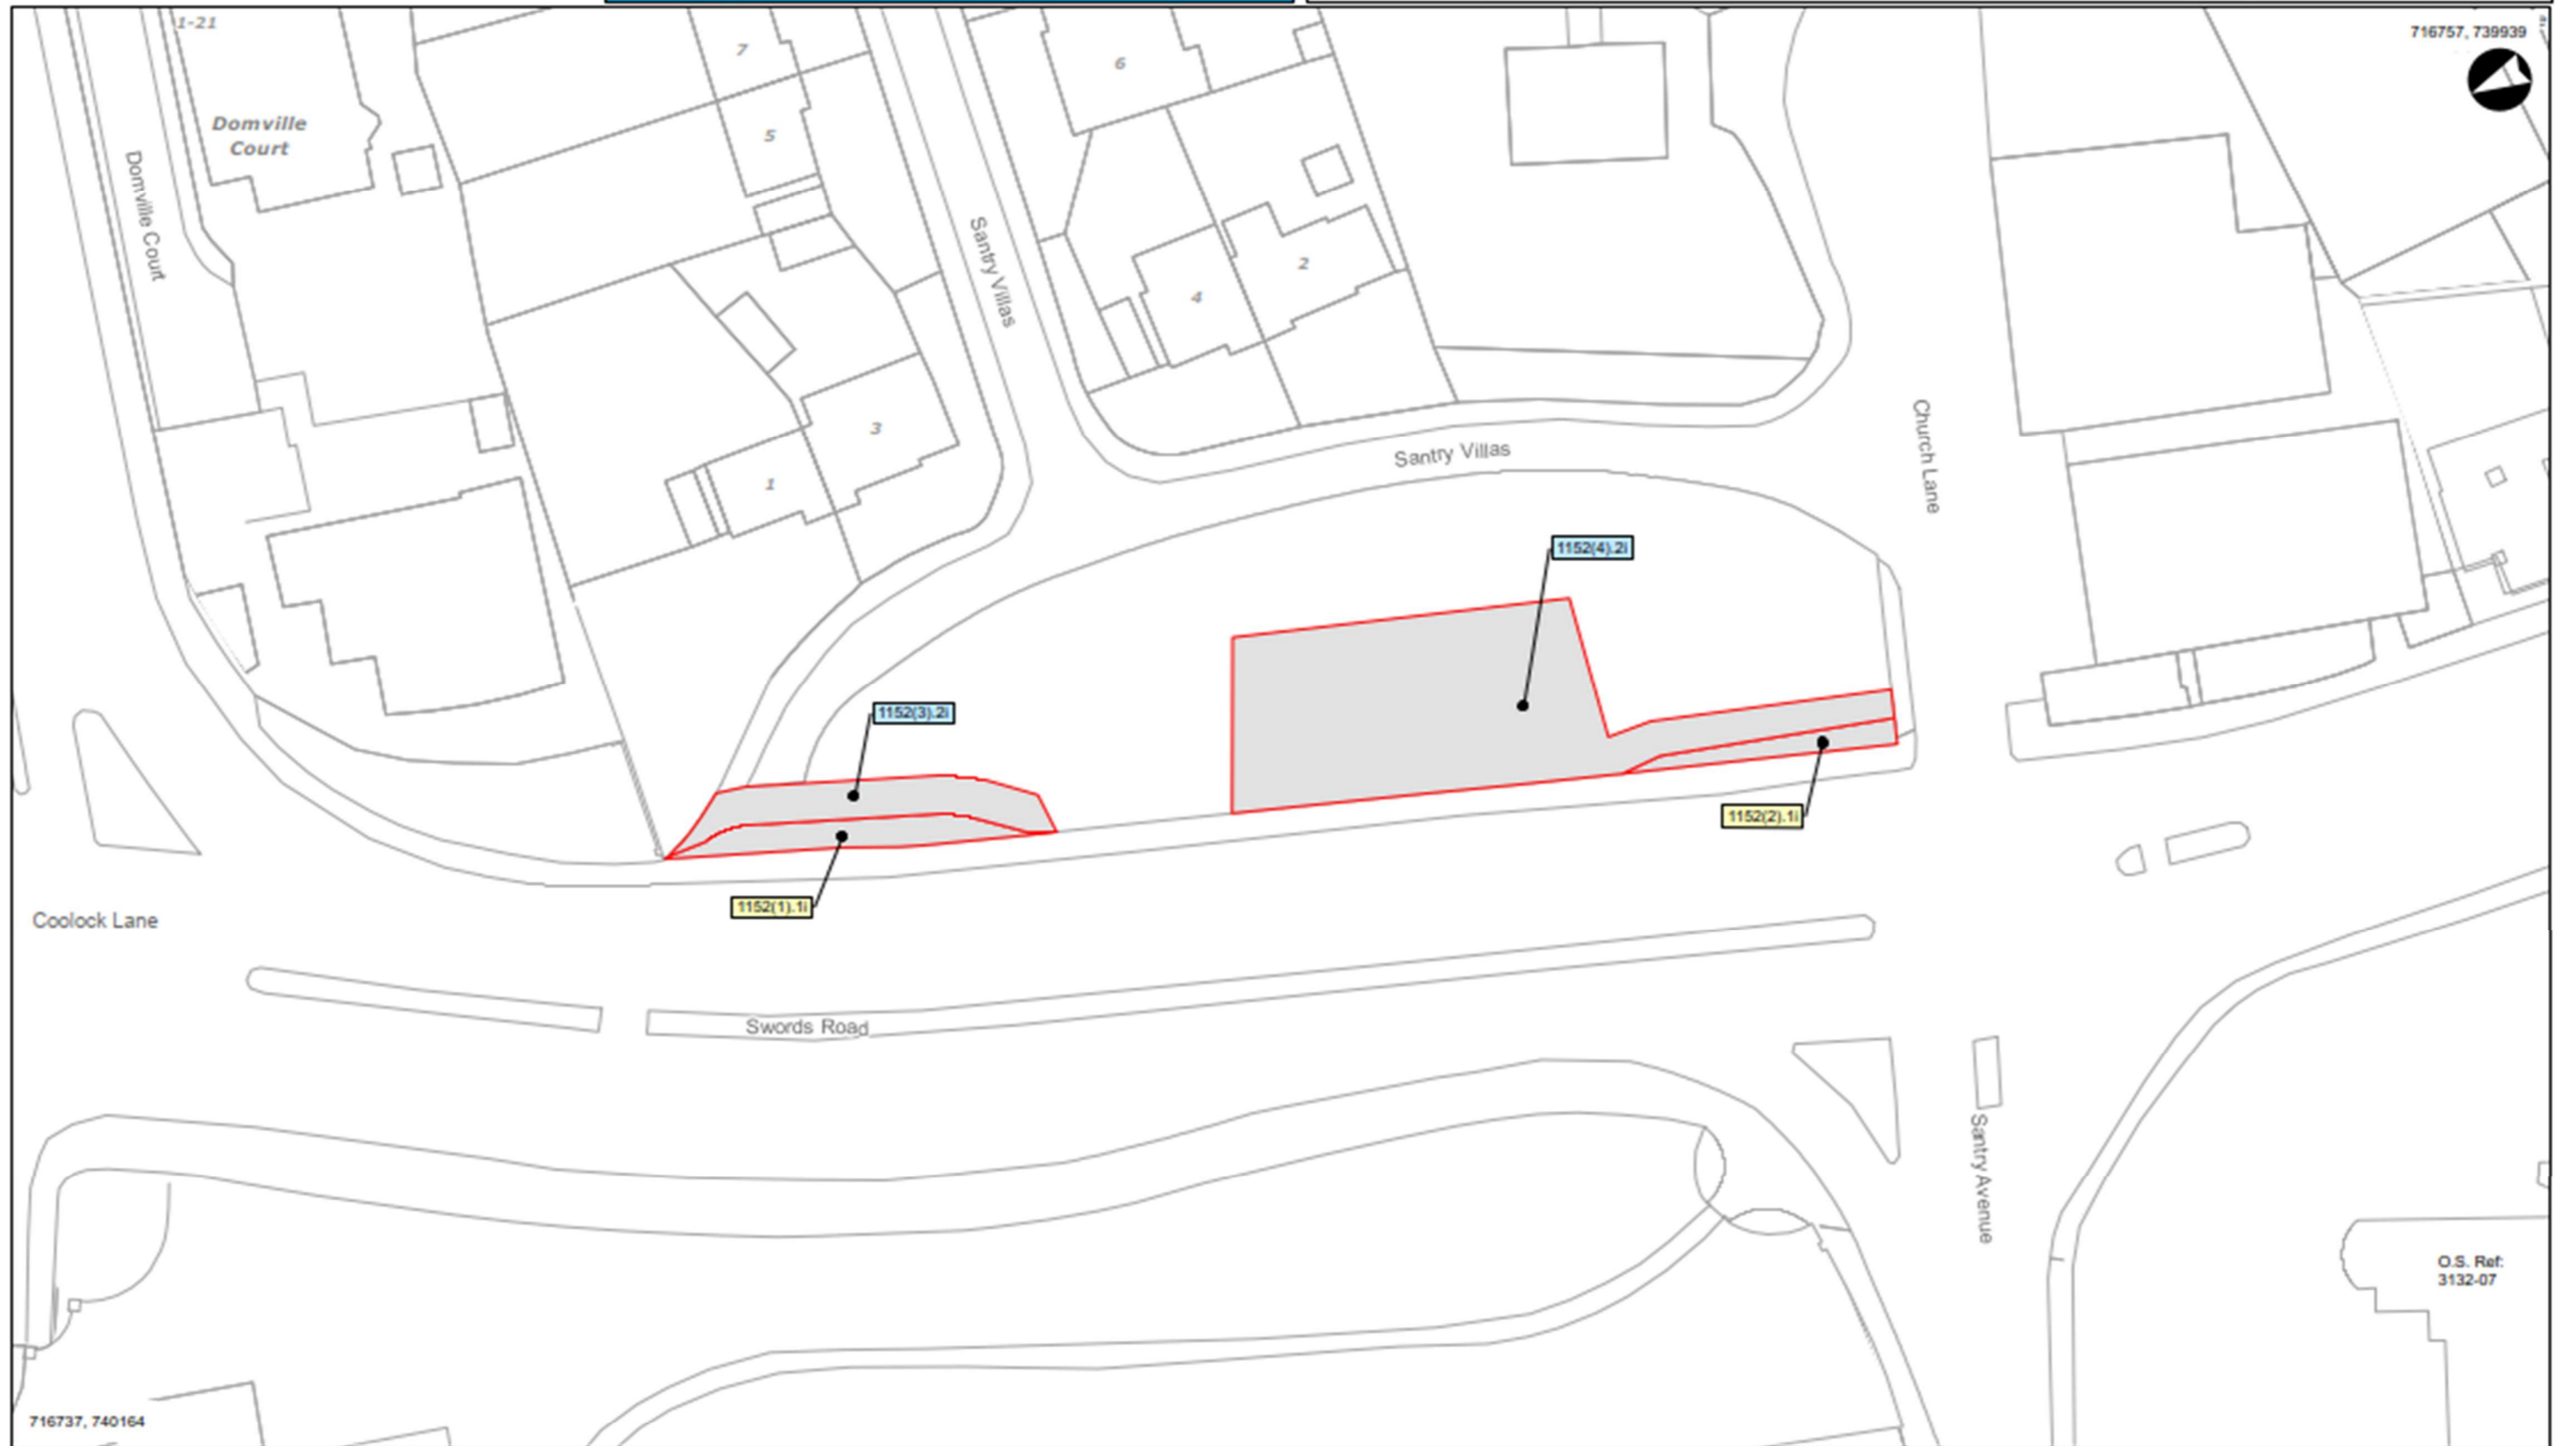 1-21
7
6
716757, 739939
Domville
Court
5
Domville Court
Santry Villas
2
4
3
Santry Villas
Church Lane
1
1152(4).2i
1152(3).2i
1152(2).1i
1152(1).1i
Coolock Lane
Swords Road
Santry Avenue
O.S. Ref:
3132-07
716737, 740164